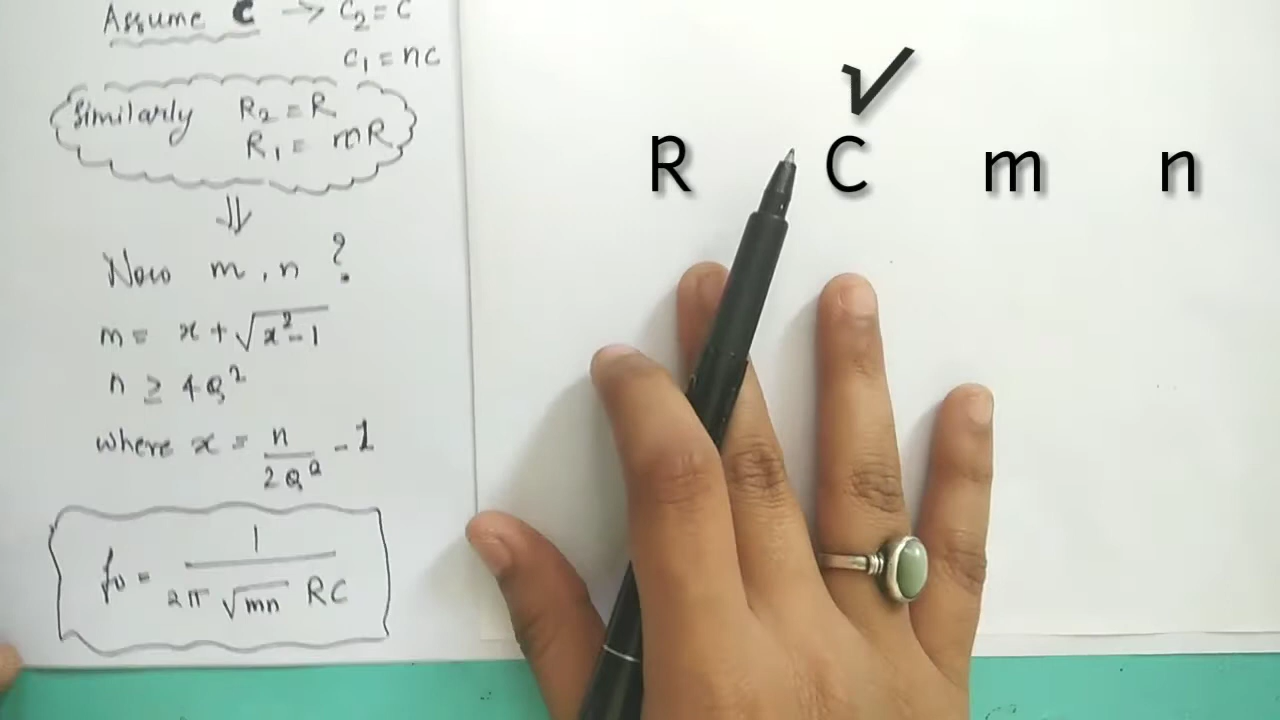 Assume C → C₂ = C
C₁ = nC
Similarly R₂ = R
R₁ = mR
⇓
Now m, n ?
m = x + √(x²-1)
n ≥ 4Q²
where x = n/2Q² - 1
f₀ = 1/(2π √mn RC)
✓
R C m n